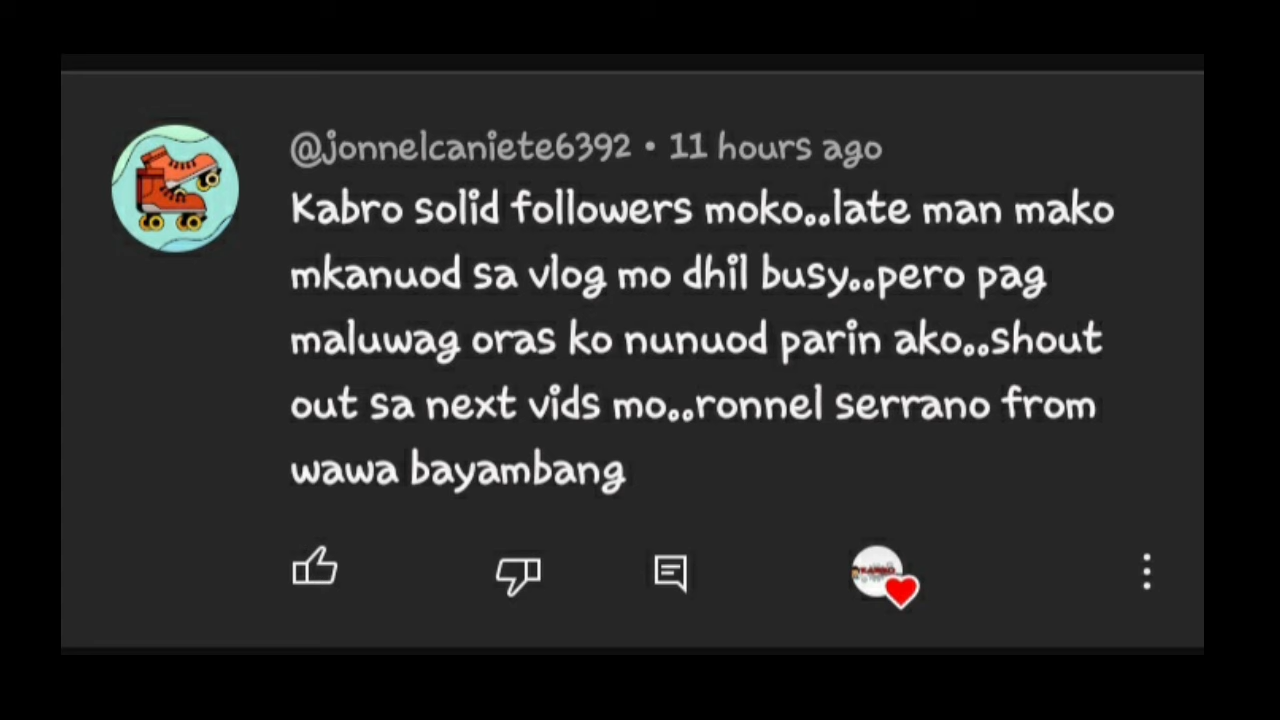 @jonnelcaniete6392 • 11 hours ago
Kabro solid followers moko..late man mako
mkanuod sa vlog mo dhil busy..pero pag
maluwag oras ko nunuod parin ako..shout
out sa next vids mo..ronnel serrano from
wawa bayambang